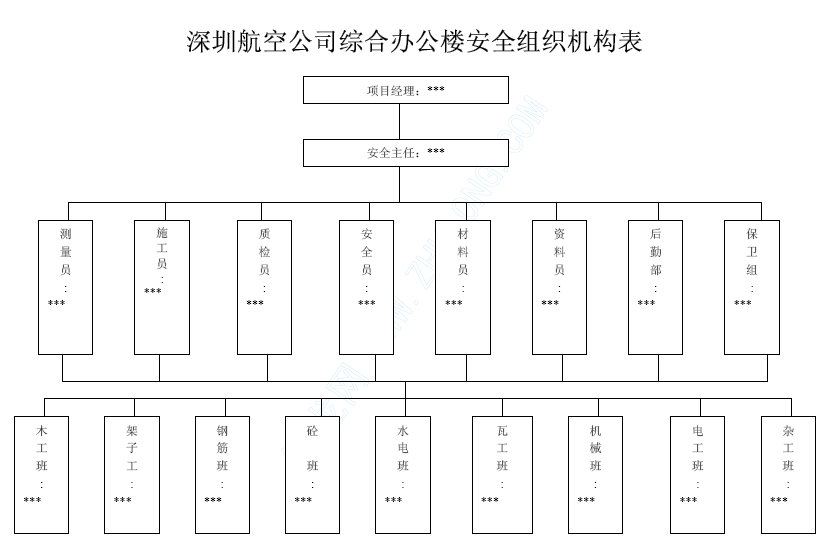 深圳航空公司综合办公楼安全组织机构表
项目经理：***
安全主任：***
测量员：***
施工员：***
质检员：***
安全员：***
材料员：***
资料员：***
后勤部：***
保卫组：***
木工班：***
架子工：***
钢筋班：***
砼 班：***
水电班：***
瓦工班：***
机械班：***
电工班：***
杂工班：***